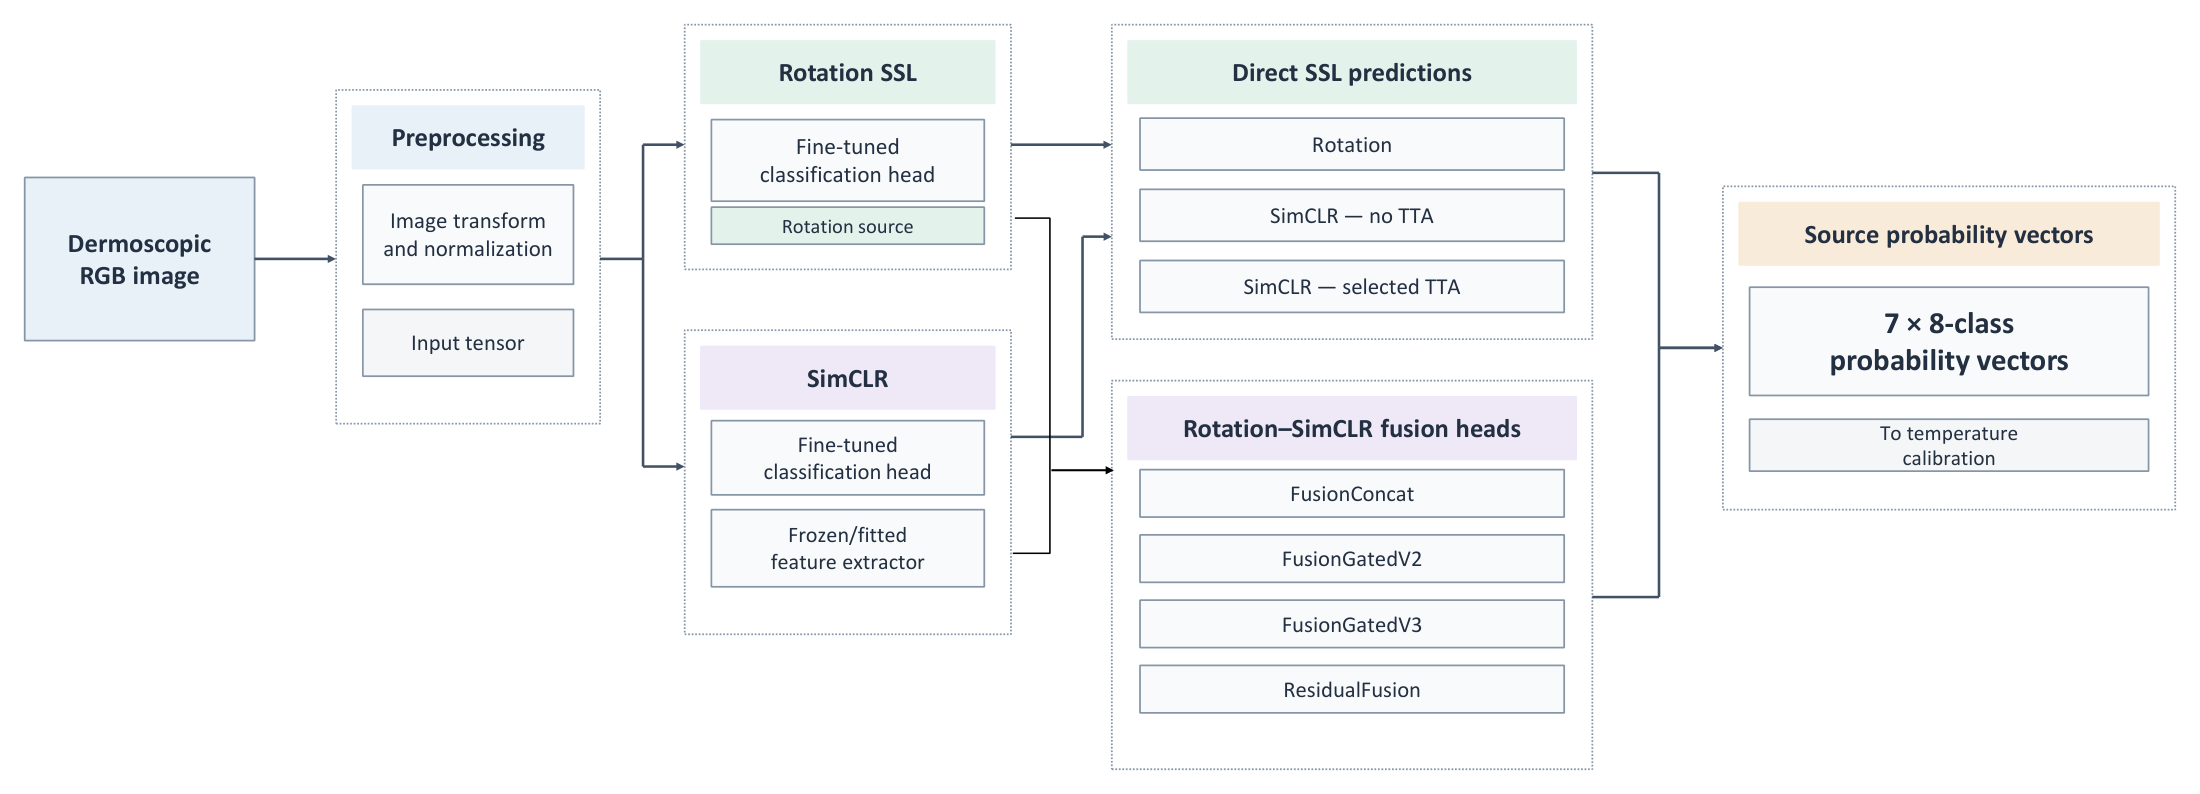 Dermoscopic
RGB image
Preprocessing
Image transform
and normalization
Input tensor
Rotation SSL
Fine-tuned
classification head
Rotation source
SimCLR
Fine-tuned
classification head
Frozen/fitted
feature extractor
Direct SSL predictions
Rotation
SimCLR — no TTA
SimCLR — selected TTA
Rotation–SimCLR fusion heads
FusionConcat
FusionGatedV2
FusionGatedV3
ResidualFusion
Source probability vectors
7 × 8-class
probability vectors
To temperature
calibration